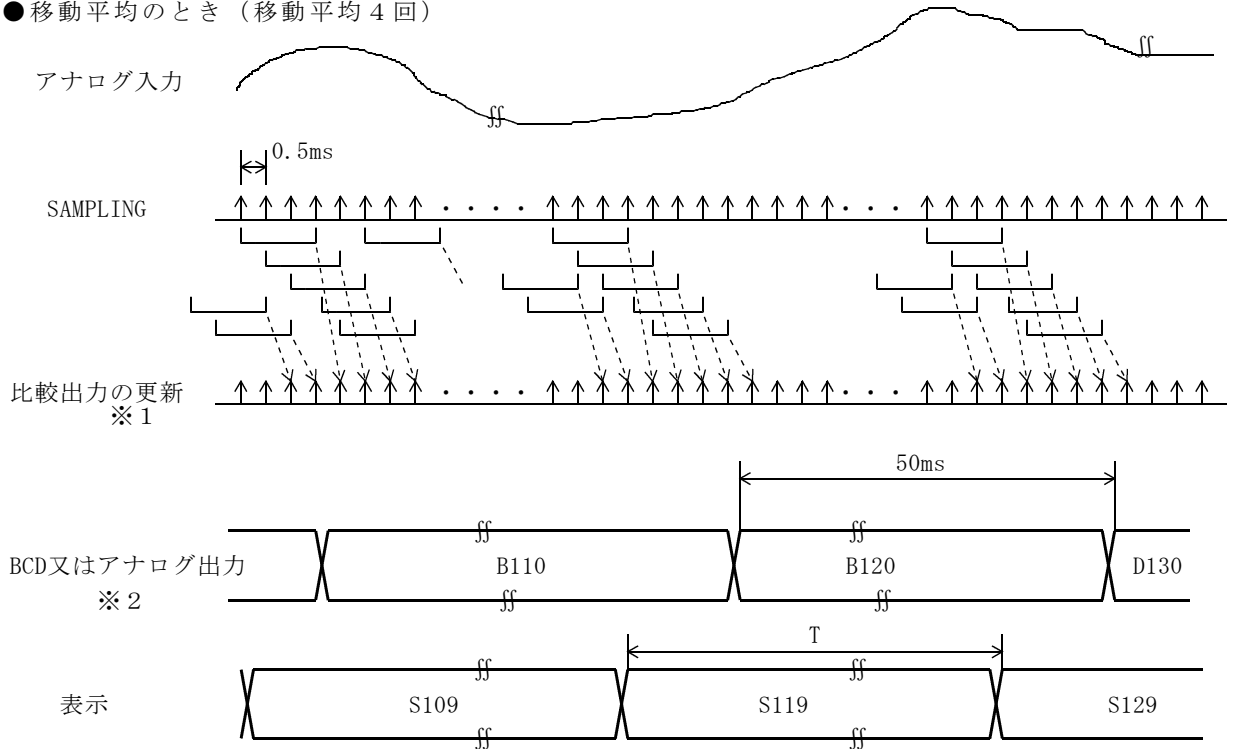 ●移動平均のとき（移動平均４回）
アナログ入力
0.5ms
SAMPLING
比較出力の更新
※１
50ms
BCD又はアナログ出力
※２
B110
B120
D130
T
表示
S109
S119
S129